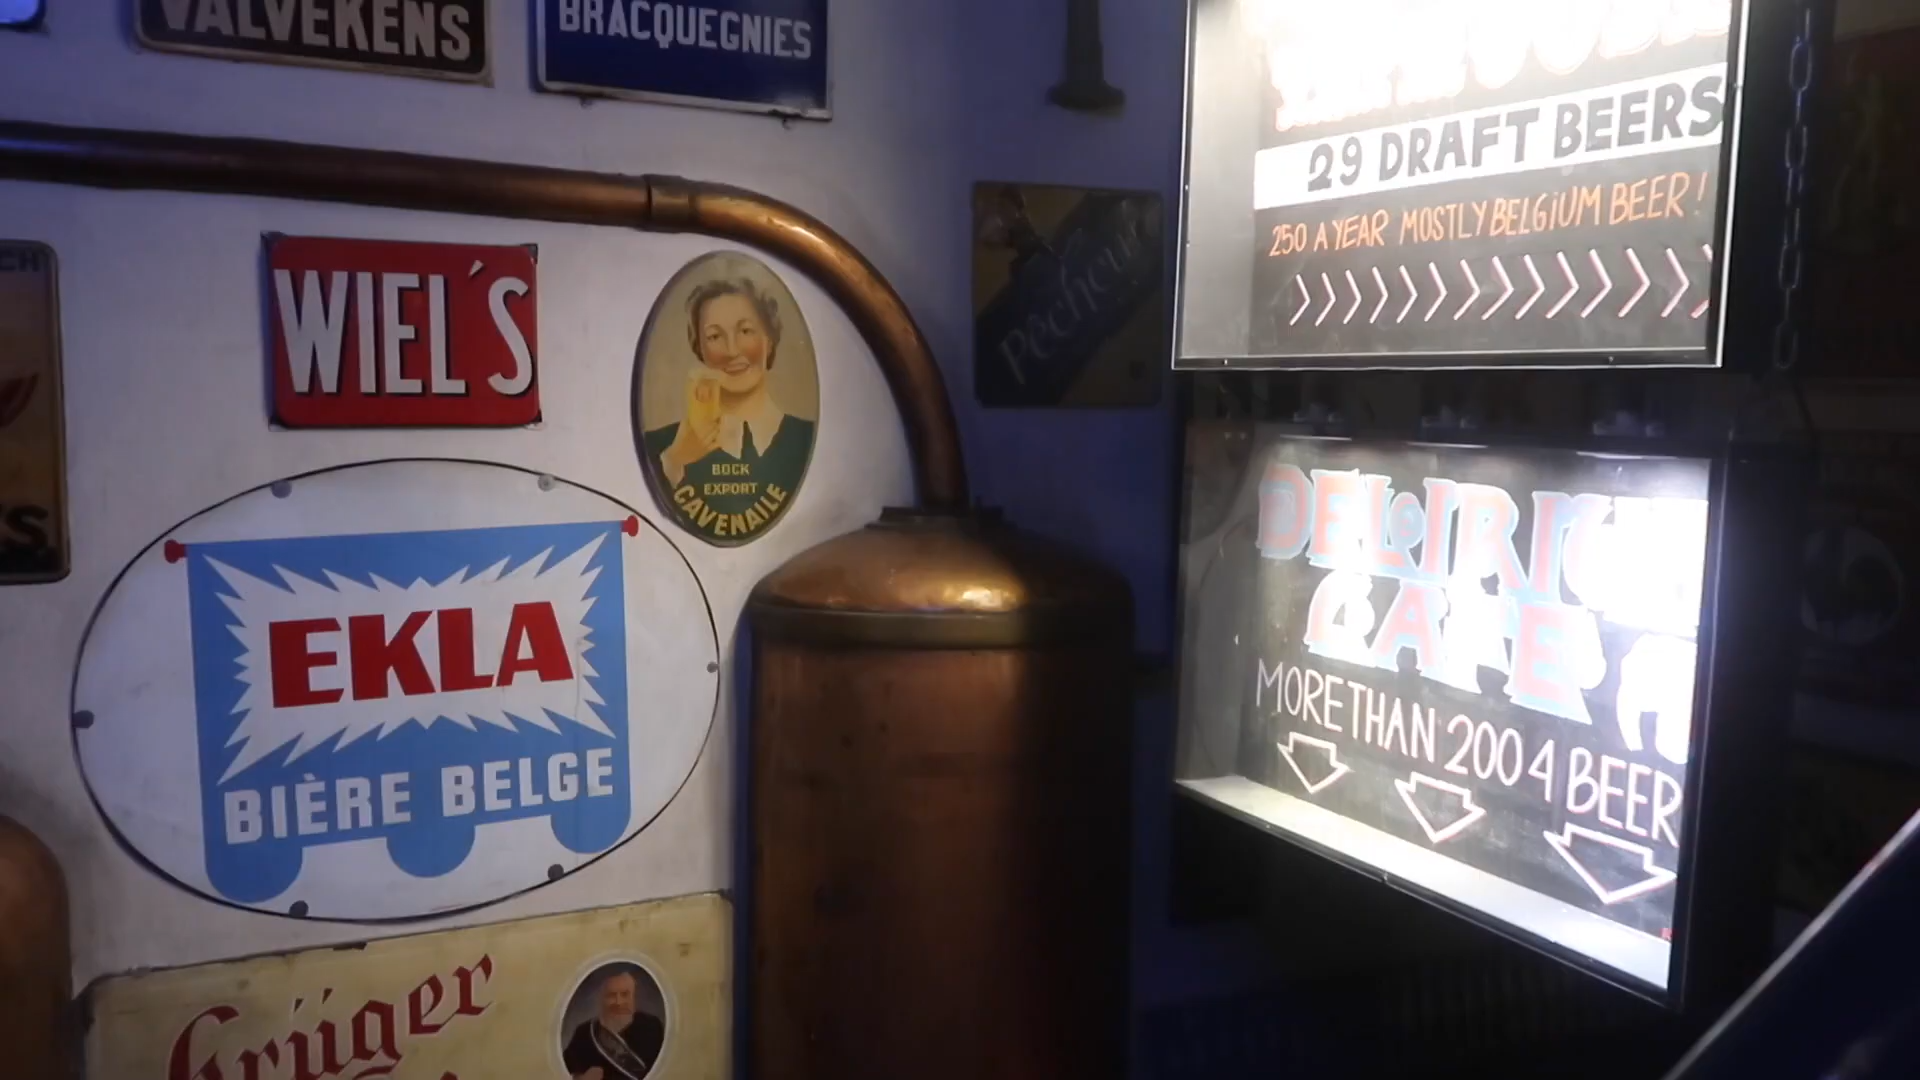 VALVEKENS
BRACQUEGNIES
WIEL'S
BOCK
EXPORT
CAVENAILE
Pêcheur
EKLA
BIÈRE BELGE
Krüger
29 DRAFT BEERS
250 A YEAR MOSTLY BELGIUM BEER!
DELIRIUM
CAFE
MORE THAN 2004 BEER